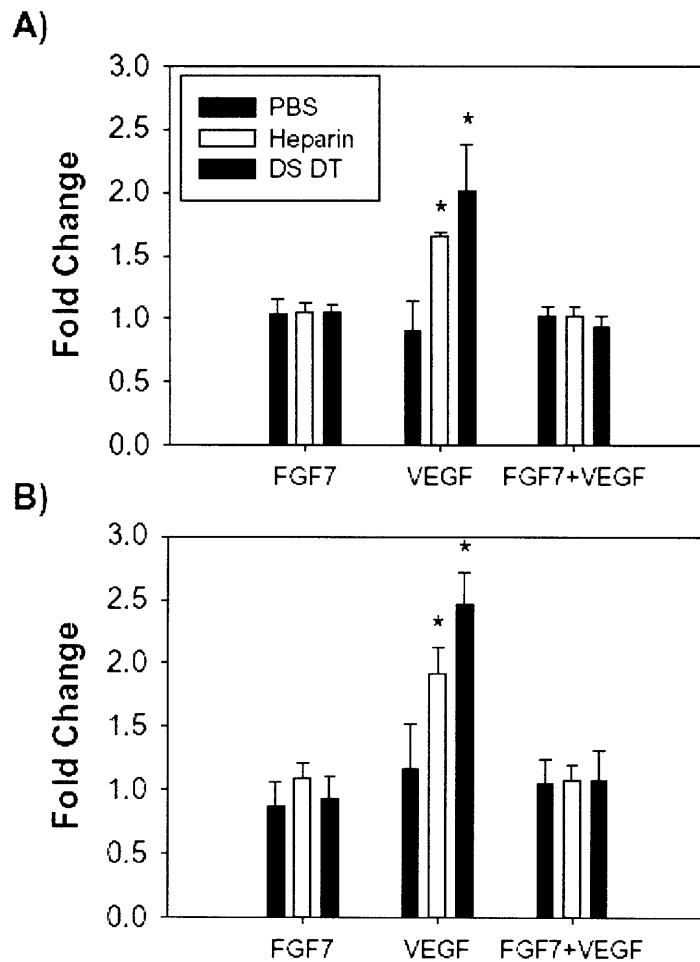 A)
Fold Change
3.0
2.5
2.0
1.5
1.0
0.5
0.0
PBS
Heparin
DS DT
*
*
FGF7 VEGF FGF7+VEGF
B)
Fold Change
3.0
2.5
2.0
1.5
1.0
0.5
0.0
*
*
FGF7 VEGF FGF7+VEGF